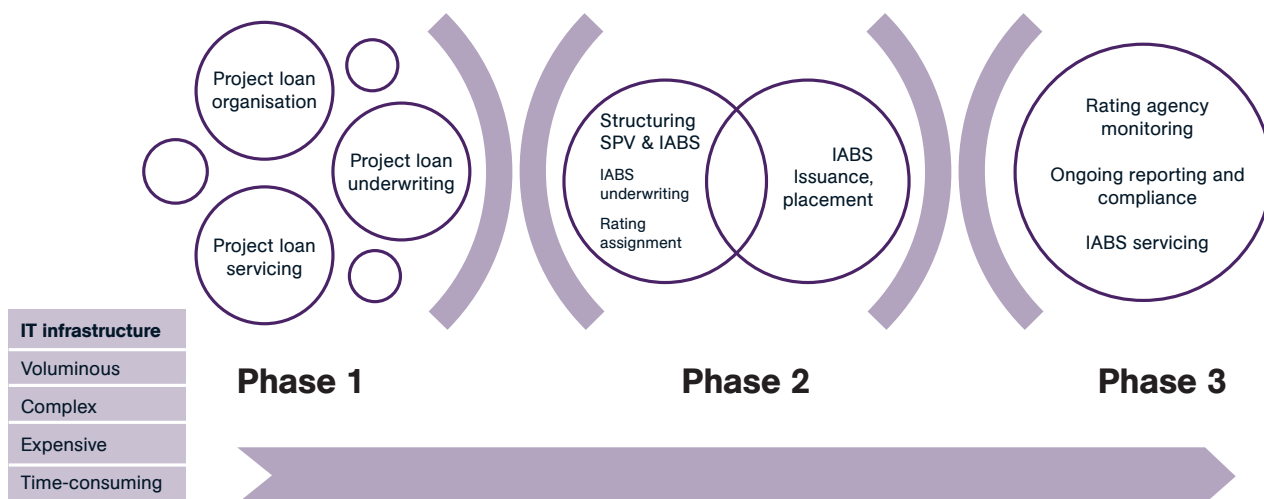 Project loan
organisation
Project loan
underwriting
Project loan
servicing
Structuring
SPV & IABS
IABS
underwriting
Rating
assignment
IABS
Issuance,
placement
Rating agency
monitoring
Ongoing reporting and
compliance
IABS servicing
IT infrastructure
Voluminous
Complex
Expensive
Time-consuming
Phase 1
Phase 2
Phase 3